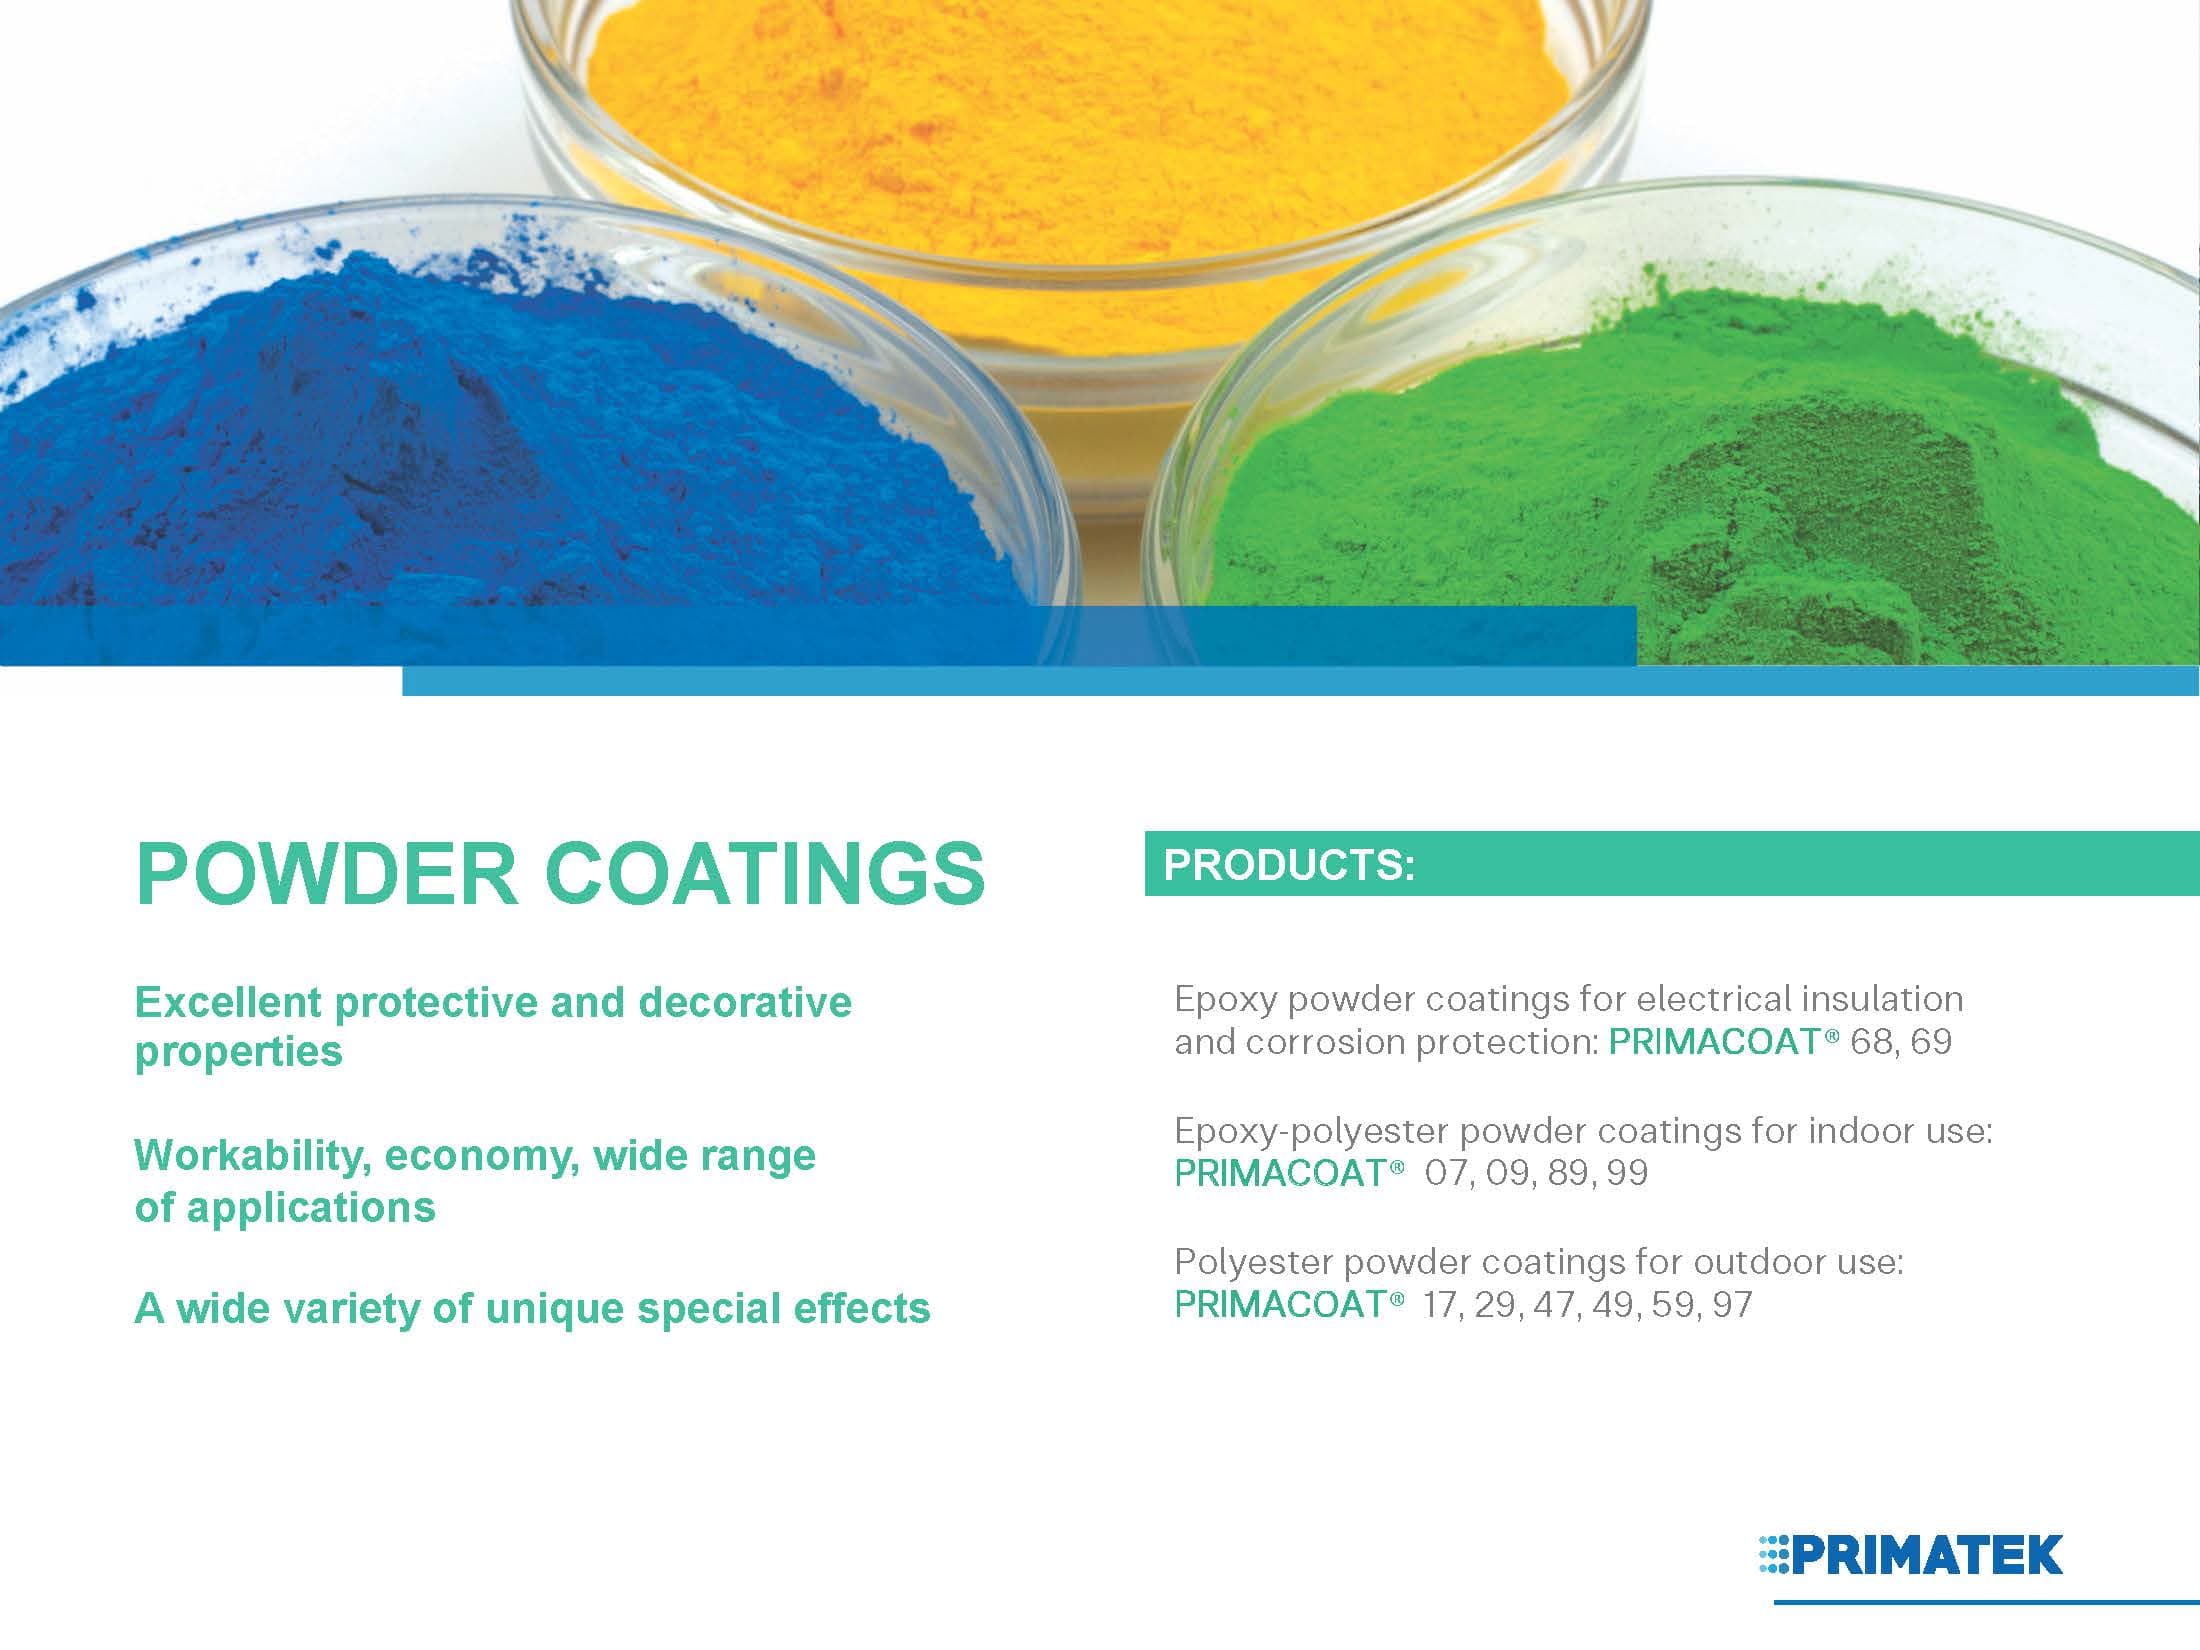 POWDER COATINGS
Excellent protective and decorative
properties
Workability, economy, wide range
of applications
A wide variety of unique special effects
PRODUCTS:
Epoxy powder coatings for electrical insulation
and corrosion protection: PRIMACOAT® 68, 69
Epoxy-polyester powder coatings for indoor use:
PRIMACOAT® 07, 09, 89, 99
Polyester powder coatings for outdoor use:
PRIMACOAT® 17, 29, 47, 49, 59, 97
PRIMATEK